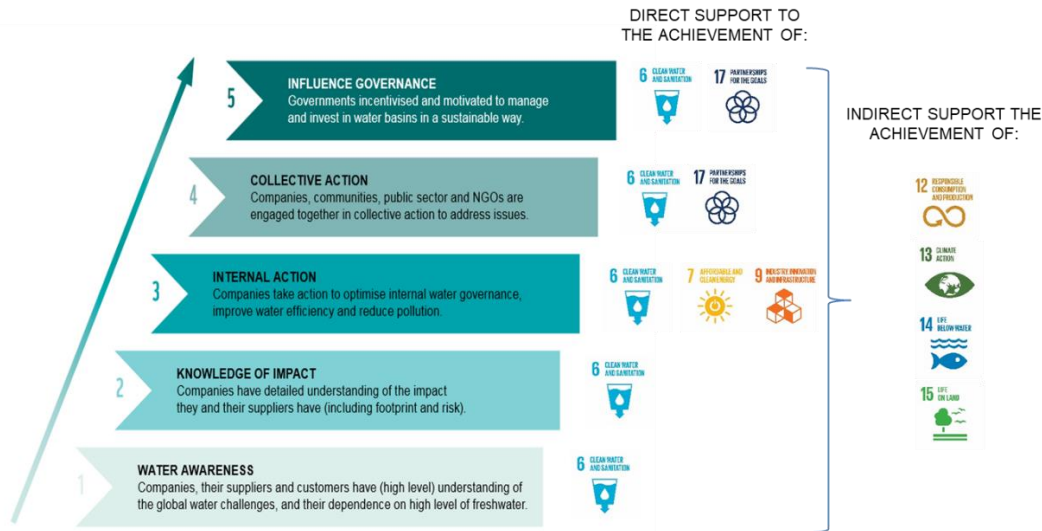 DIRECT SUPPORT TO
THE ACHIEVEMENT OF:
5
INFLUENCE GOVERNANCE
Governments incentivised and motivated to manage
and invest in water basins in a sustainable way.
6 CLEAN WATER
AND SANITATION
17 PARTNERSHIPS
FOR THE GOALS
4
COLLECTIVE ACTION
Companies, communities, public sector and NGOs are
engaged together in collective action to address issues.
6 CLEAN WATER
AND SANITATION
17 PARTNERSHIPS
FOR THE GOALS
3
INTERNAL ACTION
Companies take action to optimise internal water governance,
improve water efficiency and reduce pollution.
6 CLEAN WATER
AND SANITATION
7 AFFORDABLE AND
CLEAN ENERGY
9 INDUSTRY, INNOVATION
AND INFRASTRUCTURE
2
KNOWLEDGE OF IMPACT
Companies have detailed understanding of the impact
they and their suppliers have (including footprint and risk).
6 CLEAN WATER
AND SANITATION
1
WATER AWARENESS
Companies, their suppliers and customers have (high level) understanding of
the global water challenges, and their dependence on high level of freshwater.
6 CLEAN WATER
AND SANITATION
INDIRECT SUPPORT THE
ACHIEVEMENT OF:
12 RESPONSIBLE
CONSUMPTION
AND PRODUCTION
13 CLIMATE
ACTION
14 LIFE
BELOW WATER
15 LIFE
ON LAND